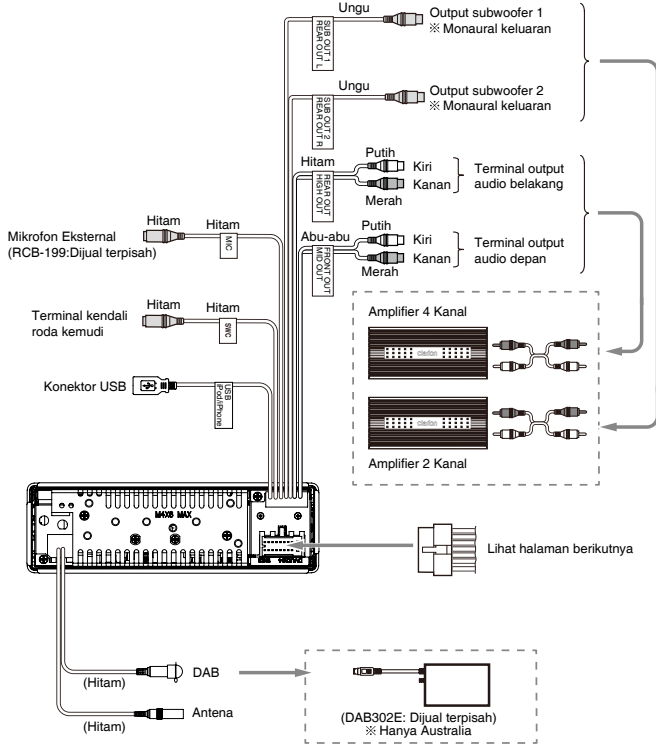 Ungu
Output subwoofer 1
※ Monaural keluaran
SUB OUT 1
REAR OUT L
Ungu
Output subwoofer 2
※ Monaural keluaran
SUB OUT 2
REAR OUT R
Hitam
Putih
Kiri
Kanan
Merah
Terminal output
audio belakang
REAR OUT
HIGH OUT
Abu-abu
Putih
Kiri
Kanan
Merah
Terminal output
audio depan
FRONT OUT
MID OUT
Mikrofon Eksternal
(RCB-199:Dijual terpisah)
Hitam
Hitam
MIC
Terminal kendali
roda kemudi
Hitam
Hitam
SWC
Konektor USB
USB
iPod/iPhone
Amplifier 4 Kanal
clarion
clarion
Amplifier 2 Kanal
M4X6 MAX
Lihat halaman berikutnya
(Hitam)
DAB
(Hitam)
Antena
(DAB302E: Dijual terpisah)
※ Hanya Australia